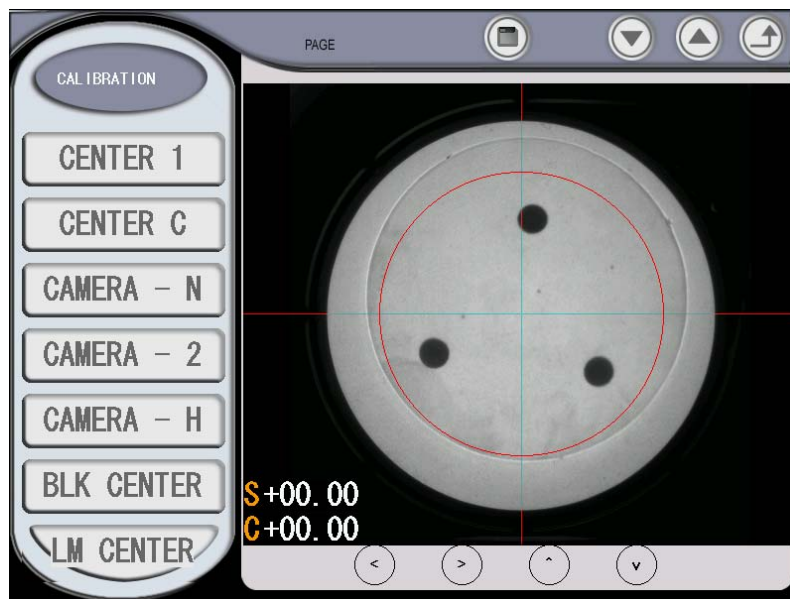 PAGE
CALIBRATION
CENTER 1
CENTER C
CAMERA - N
CAMERA - 2
CAMERA - H
BLK CENTER
LM CENTER
S+00.00
C+00.00
< > ^ v